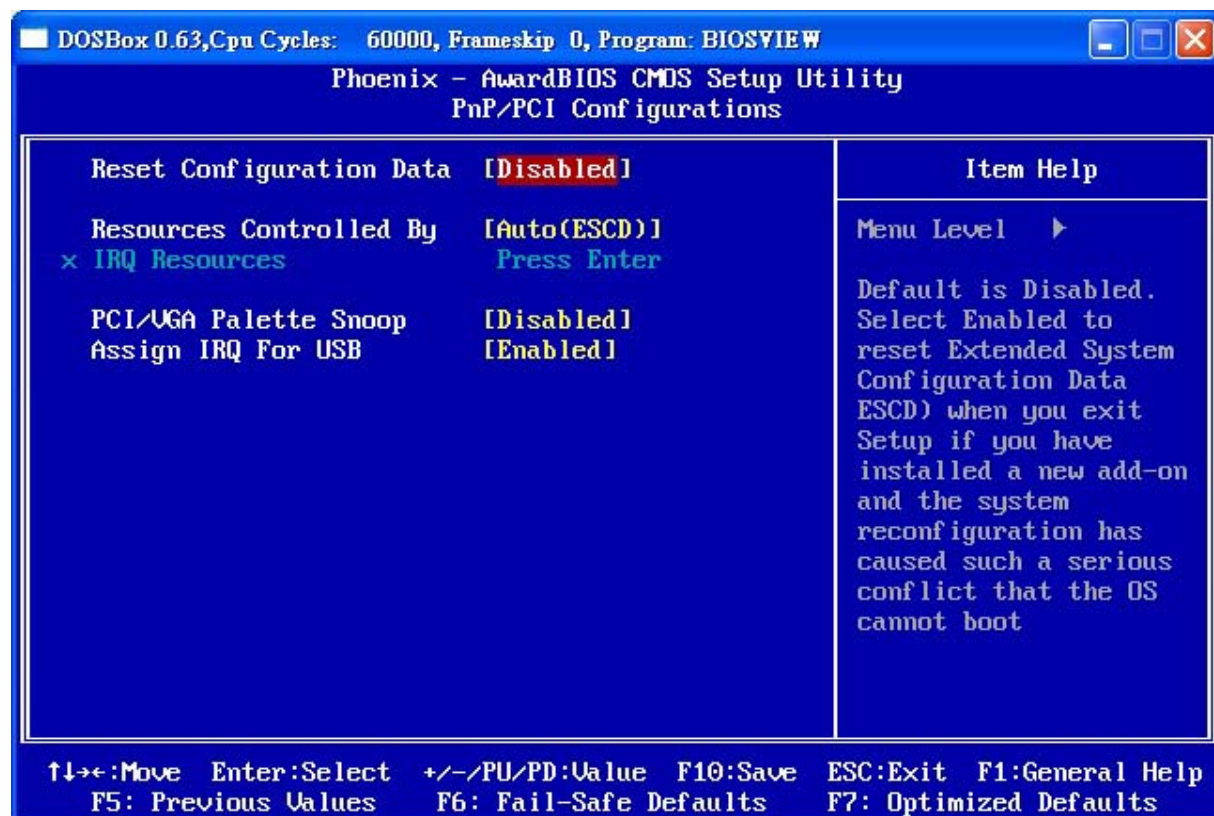 DOSBox 0.63,Cpu Cycles: 60000, Frameskip 0, Program: BIOSVIEW
Phoenix - AwardBIOS CMOS Setup Utility
PnP/PCI Configurations
Reset Configuration Data [Disabled]
Resources Controlled By [Auto(ESCD)]
x IRQ Resources Press Enter
PCI/VGA Palette Snoop [Disabled]
Assign IRQ For USB [Enabled]
Item Help
Menu Level ▶
Default is Disabled.
Select Enabled to
reset Extended System
Configuration Data
ESCD) when you exit
Setup if you have
installed a new add-on
and the system
reconfiguration has
caused such a serious
conflict that the OS
cannot boot
↑↓→←:Move Enter:Select +/-/PU/PD:Value F10:Save ESC:Exit F1:General Help
F5: Previous Values F6: Fail-Safe Defaults F7: Optimized Defaults